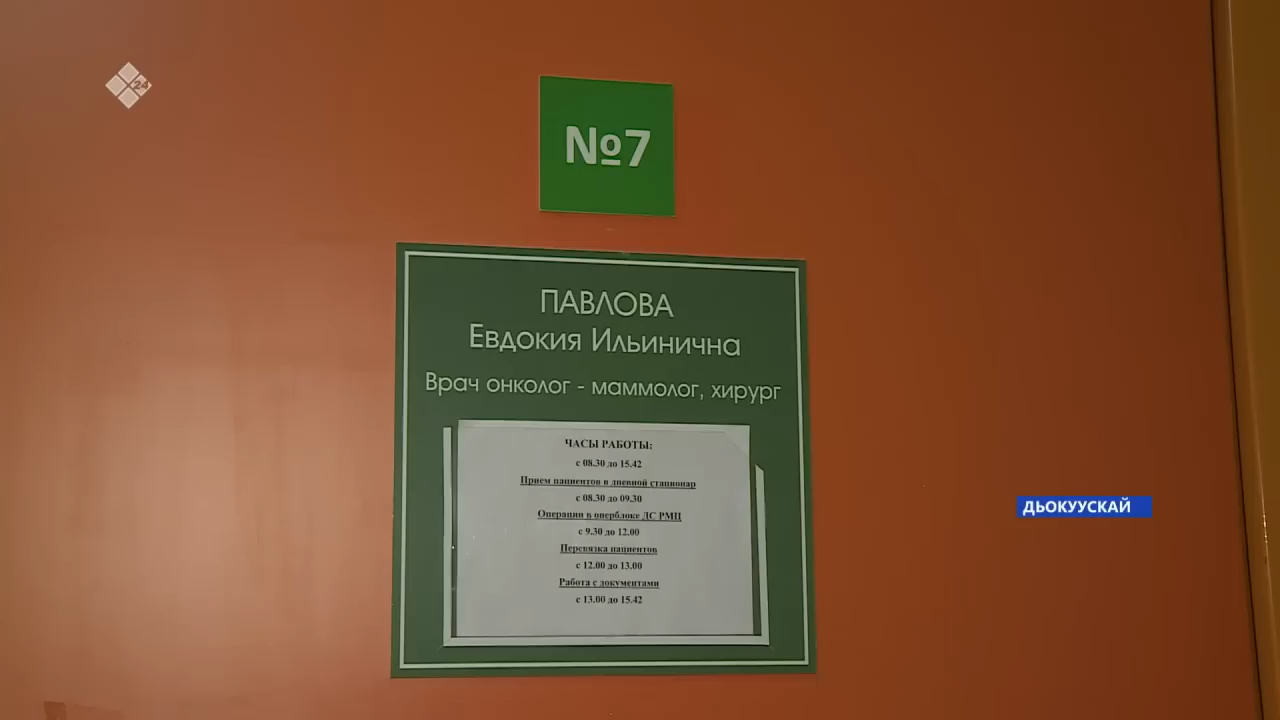 24
№7
ПАВЛОВА
Евдокия Ильинична
Врач онколог - маммолог, хирург
ЧАСЫ РАБОТЫ:
с 08.30 до 15.42
Прием пациентов в дневной стационар
с 08.30 до 09.30
Операции в оперблоке ДС РМЦ
с 9.30 до 12.00
Перевязка пациентов
с 12.00 до 13.00
Работа с документами
с 13.00 до 15.42
ДЬОКУУСКАЙ